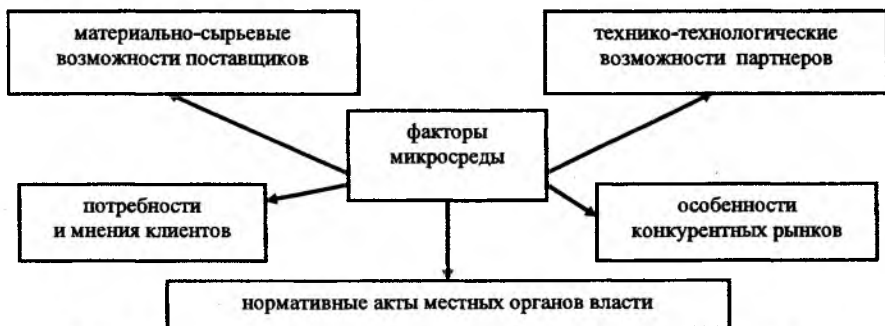 материально-сырьевые
возможности поставщиков
технико-технологические
возможности партнеров
факторы
микросреды
потребности
и мнения клиентов
особенности
конкурентных рынков
нормативные акты местных органов власти